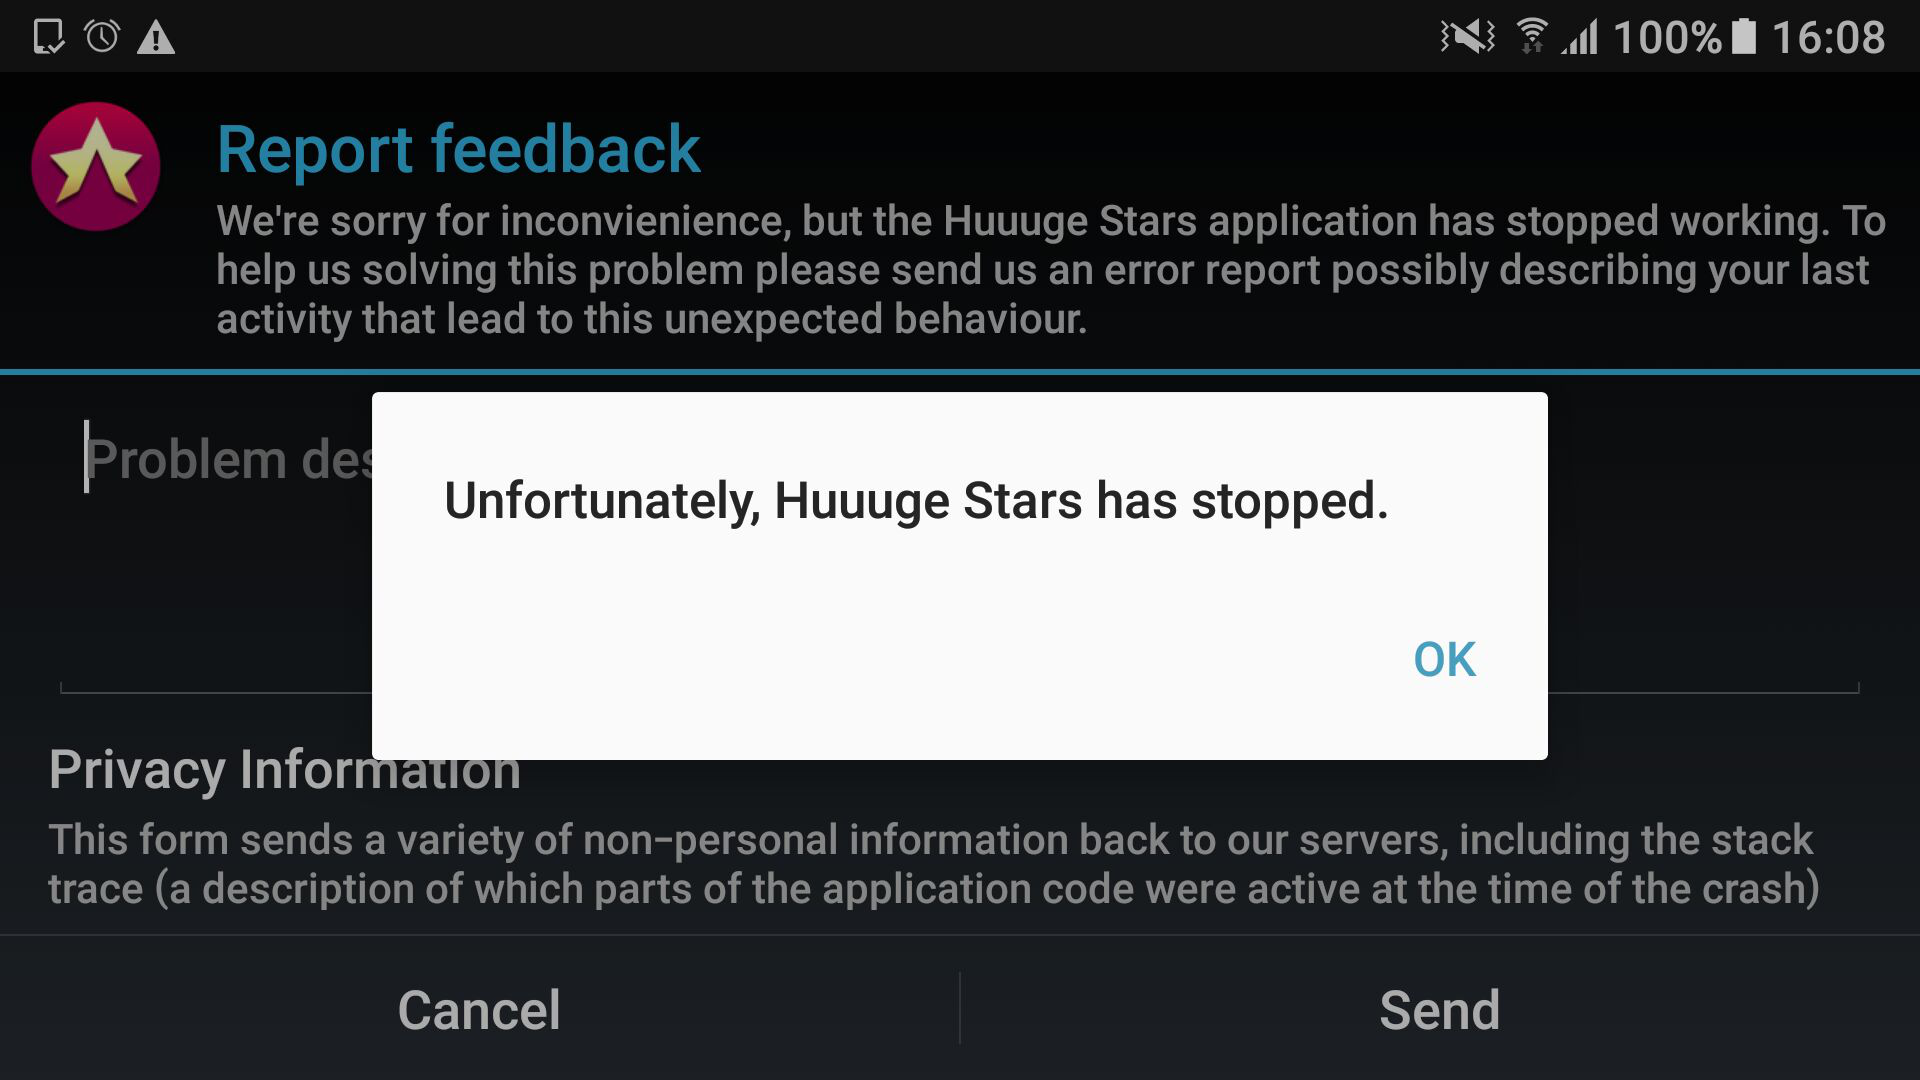 100% 16:08
Report feedback
We're sorry for inconvienience, but the Huuuge Stars application has stopped working. To
help us solving this problem please send us an error report possibly describing your last
activity that lead to this unexpected behaviour.
Problem des
Unfortunately, Huuuge Stars has stopped.
OK
Privacy Information
This form sends a variety of non-personal information back to our servers, including the stack
trace (a description of which parts of the application code were active at the time of the crash)
Cancel Send